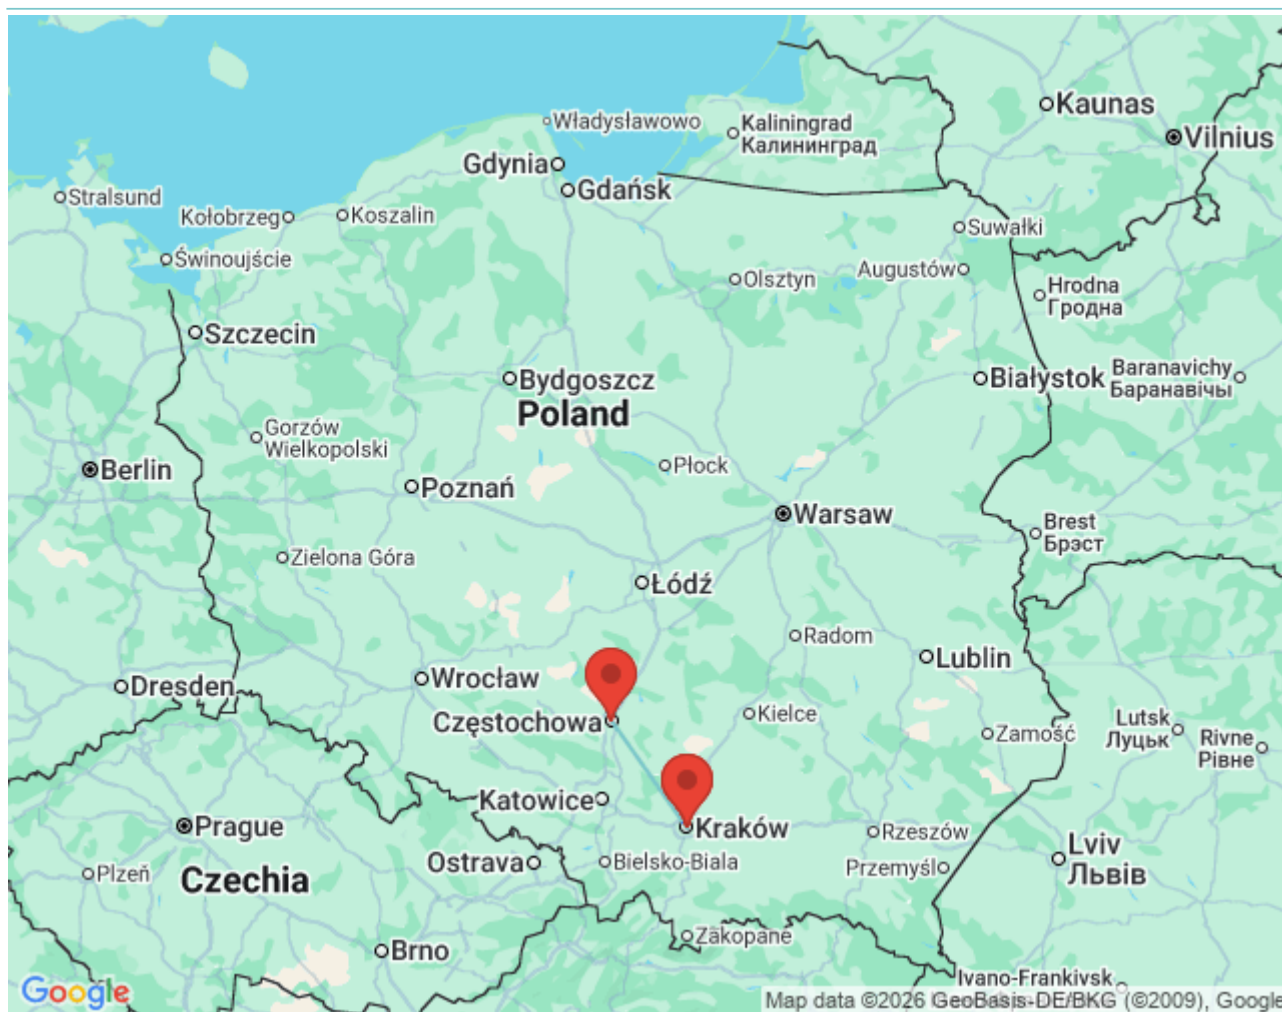 Władysławowo
Kaliningrad
Калининград
Kaunas
Vilnius
Gdynia
Gdańsk
Stralsund
Kołobrzeg
Koszalin
Suwałki
Świnoujście
Augustów
Olsztyn
Hrodna
Гродна
Szczecin
Bydgoszcz
Poland
Białystok
Baranavichy
Баранавічы
Gorzów
Wielkopolski
Berlin
Płock
Poznań
Warsaw
Brest
Брэст
Zielona Góra
Łódź
Radom
Lublin
Dresden
Wrocław
Częstochowa
Kielce
Zamość
Lutsk
Луцьк
Rivne
Рівне
Katowice
Kraków
Prague
Rzeszów
Lviv
Львів
Plzeň
Czechia
Ostrava
Bielsko-Biala
Przemyśl
Brno
Zakopane
Ivano-Frankivsk
Google
Map data ©2026 GeoBasis-DE/BKG (©2009), Google